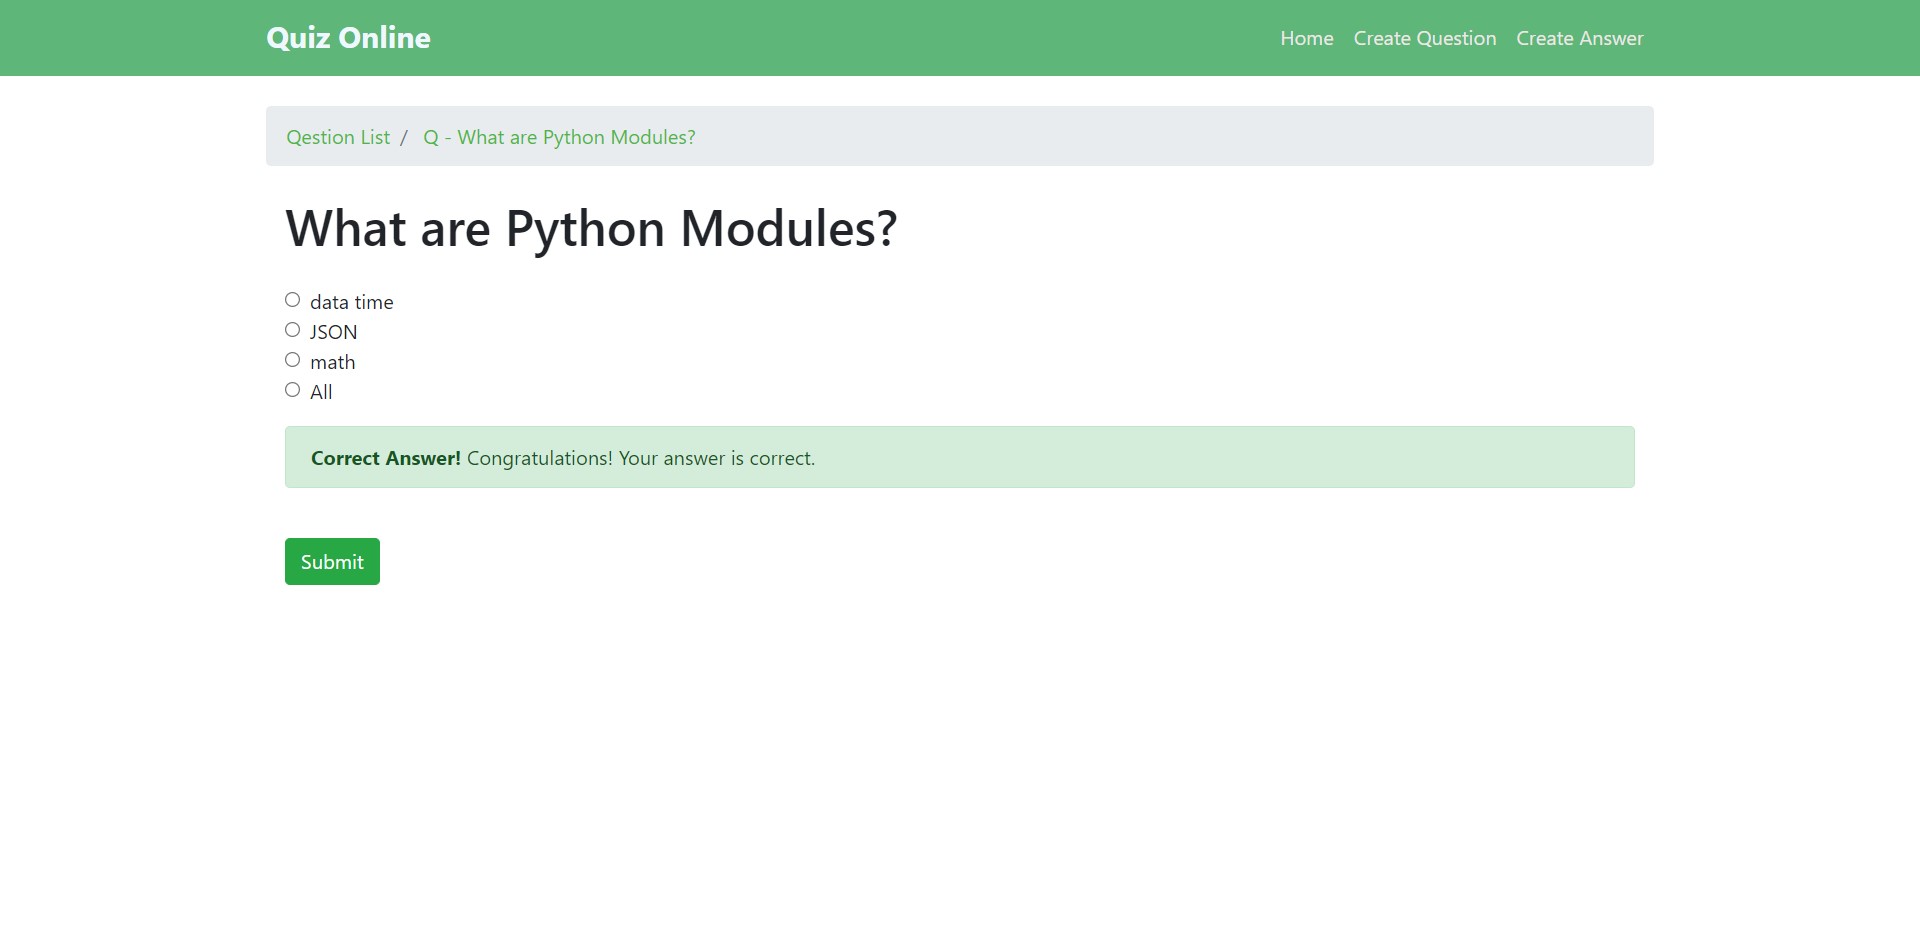 Quiz Online
Home Create Question Create Answer
Qestion List / Q - What are Python Modules?
What are Python Modules?
data time
JSON
math
All
Correct Answer! Congratulations! Your answer is correct.
Submit